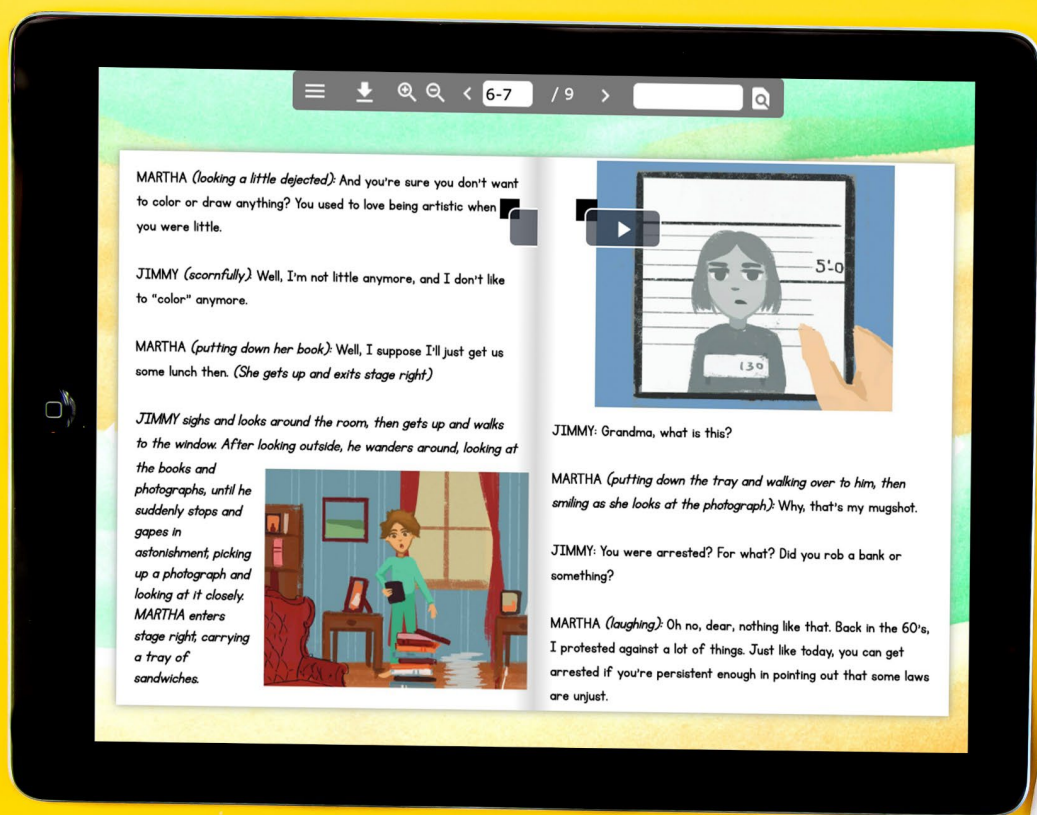 6-7
/ 9
MARTHA (looking a little dejected): And you're sure you don't want
to color or draw anything? You used to love being artistic when
you were little.
JIMMY (scornfully) Well, I'm not little anymore, and I don't like
to "color" anymore.
MARTHA (putting down her book): Well, I suppose I'll just get us
some lunch then. (She gets up and exits stage right)
JIMMY sighs and looks around the room, then gets up and walks
to the window. After looking outside, he wanders around, looking at
the books and
photographs, until he
suddenly stops and
gapes in
astonishment, picking
up a photograph and
looking at it closely.
MARTHA enters
stage right, carrying
a tray of
sandwiches.
5'-0
130
JIMMY: Grandma, what is this?
MARTHA (putting down the tray and walking over to him, then
smiling as she looks at the photograph): Why, that's my mugshot.
JIMMY: You were arrested? For what? Did you rob a bank or
something?
MARTHA (laughing): Oh no, dear, nothing like that. Back in the 60's,
I protested against a lot of things. Just like today, you can get
arrested if you're persistent enough in pointing out that some laws
are unjust.